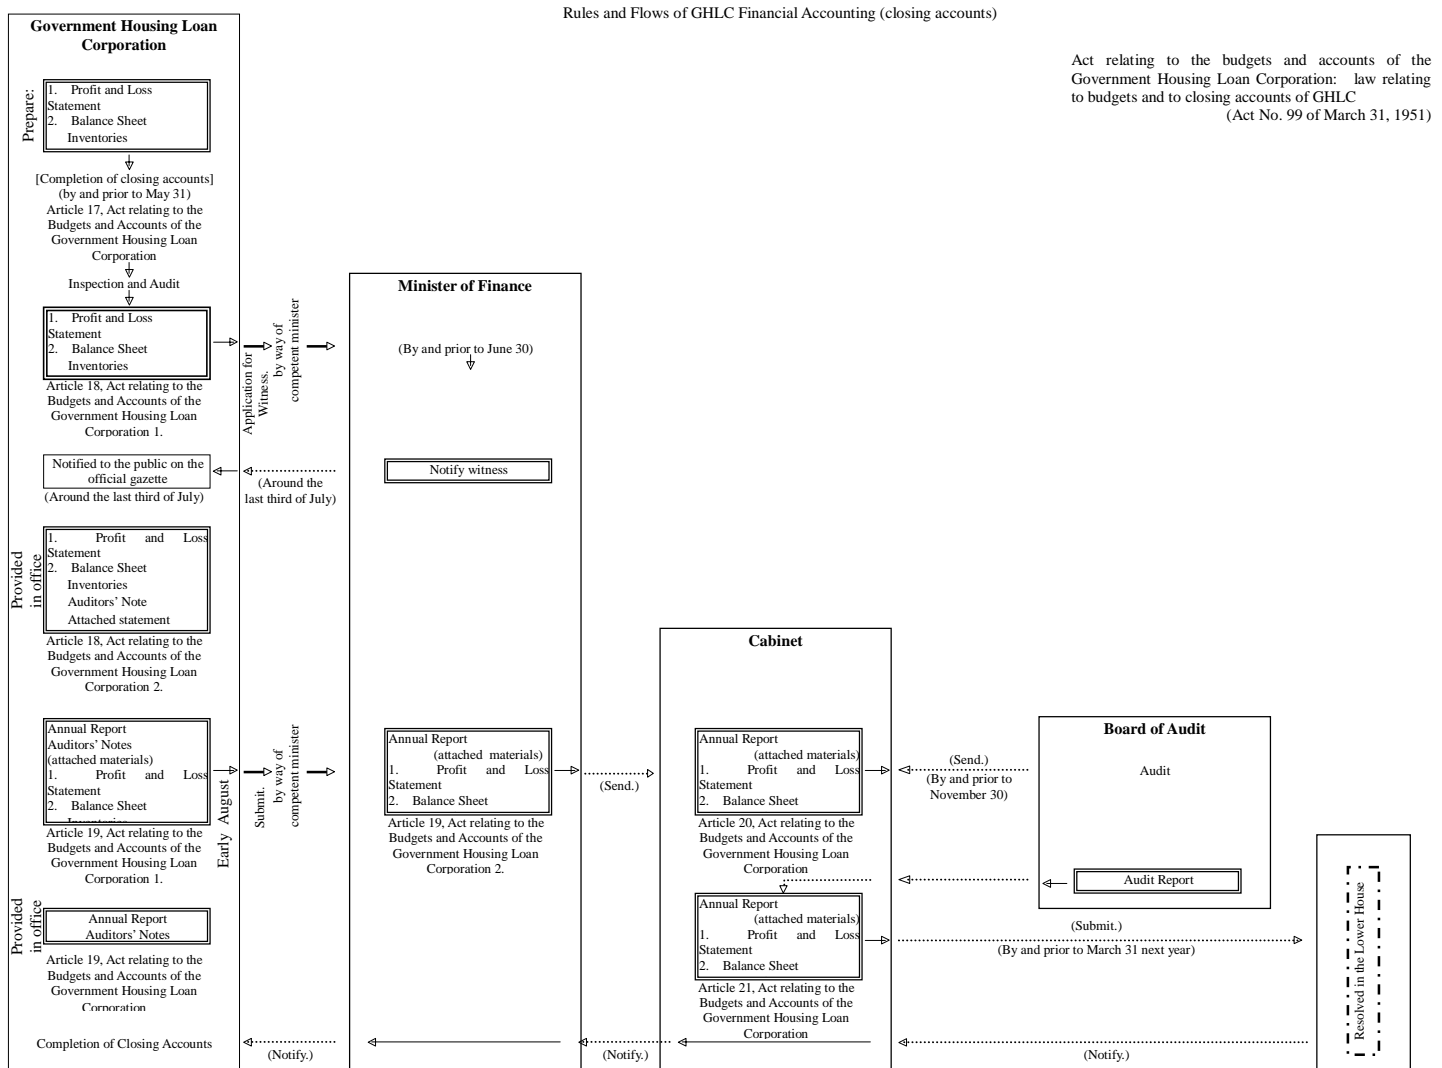 Rules and Flows of GHLC Financial Accounting (closing accounts)
Act relating to the budgets and accounts of the
Government Housing Loan Corporation: law relating
to budgets and to closing accounts of GHLC
(Act No. 99 of March 31, 1951)
Government Housing Loan
Corporation
Prepare:
1. Profit and Loss
Statement
2. Balance Sheet
Inventories
[Completion of closing accounts]
(by and prior to May 31)
Article 17, Act relating to the
Budgets and Accounts of the
Government Housing Loan
Corporation
Inspection and Audit
1. Profit and Loss
Statement
2. Balance Sheet
Inventories
Article 18, Act relating to the
Budgets and Accounts of the
Government Housing Loan
Corporation 1.
Application for
Witness.
by way of
competent minister
Minister of Finance
(By and prior to June 30)
Notify witness
(Around the
last third of July)
Notified to the public on the
official gazette
(Around the last third of July)
Provided
in office
1. Profit and Loss
Statement
2. Balance Sheet
Inventories
Auditors' Note
Attached statement
Article 18, Act relating to the
Budgets and Accounts of the
Government Housing Loan
Corporation 2.
Annual Report
Auditors' Notes
(attached materials)
1. Profit and Loss
Statement
2. Balance Sheet
Inventories
Article 19, Act relating to the
Budgets and Accounts of the
Government Housing Loan
Corporation 1.
Early August
Submit.
by way of
competent minister
Annual Report
(attached materials)
1. Profit and Loss
Statement
2. Balance Sheet
Article 19, Act relating to the
Budgets and Accounts of the
Government Housing Loan
Corporation 2.
(Send.)
Cabinet
Annual Report
(attached materials)
1. Profit and Loss
Statement
2. Balance Sheet
Article 20, Act relating to the
Budgets and Accounts of the
Government Housing Loan
Corporation
(Send.)
(By and prior to
November 30)
Board of Audit
Audit
Audit Report
Annual Report
(attached materials)
1. Profit and Loss
Statement
2. Balance Sheet
Article 21, Act relating to the
Budgets and Accounts of the
Government Housing Loan
Corporation
(Submit.)
(By and prior to March 31 next year)
Resolved in the Lower House
Provided
in office
Annual Report
Auditors' Notes
Article 19, Act relating to the
Budgets and Accounts of the
Government Housing Loan
Corporation
Completion of Closing Accounts
(Notify.)
(Notify.)
(Notify.)